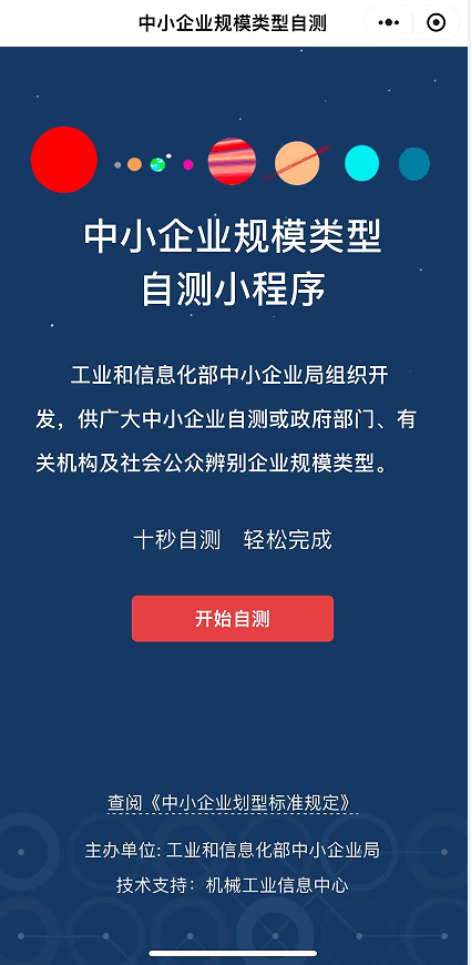 中小企业规模类型自测
中小企业规模类型
自测小程序
工业和信息化部中小企业局组织开
发，供广大中小企业自测或政府部门、有
关机构及社会公众辨别企业规模类型。
十秒自测 轻松完成
开始自测
查阅《中小企业划型标准规定》
主办单位: 工业和信息化部中小企业局
技术支持：机械工业信息中心